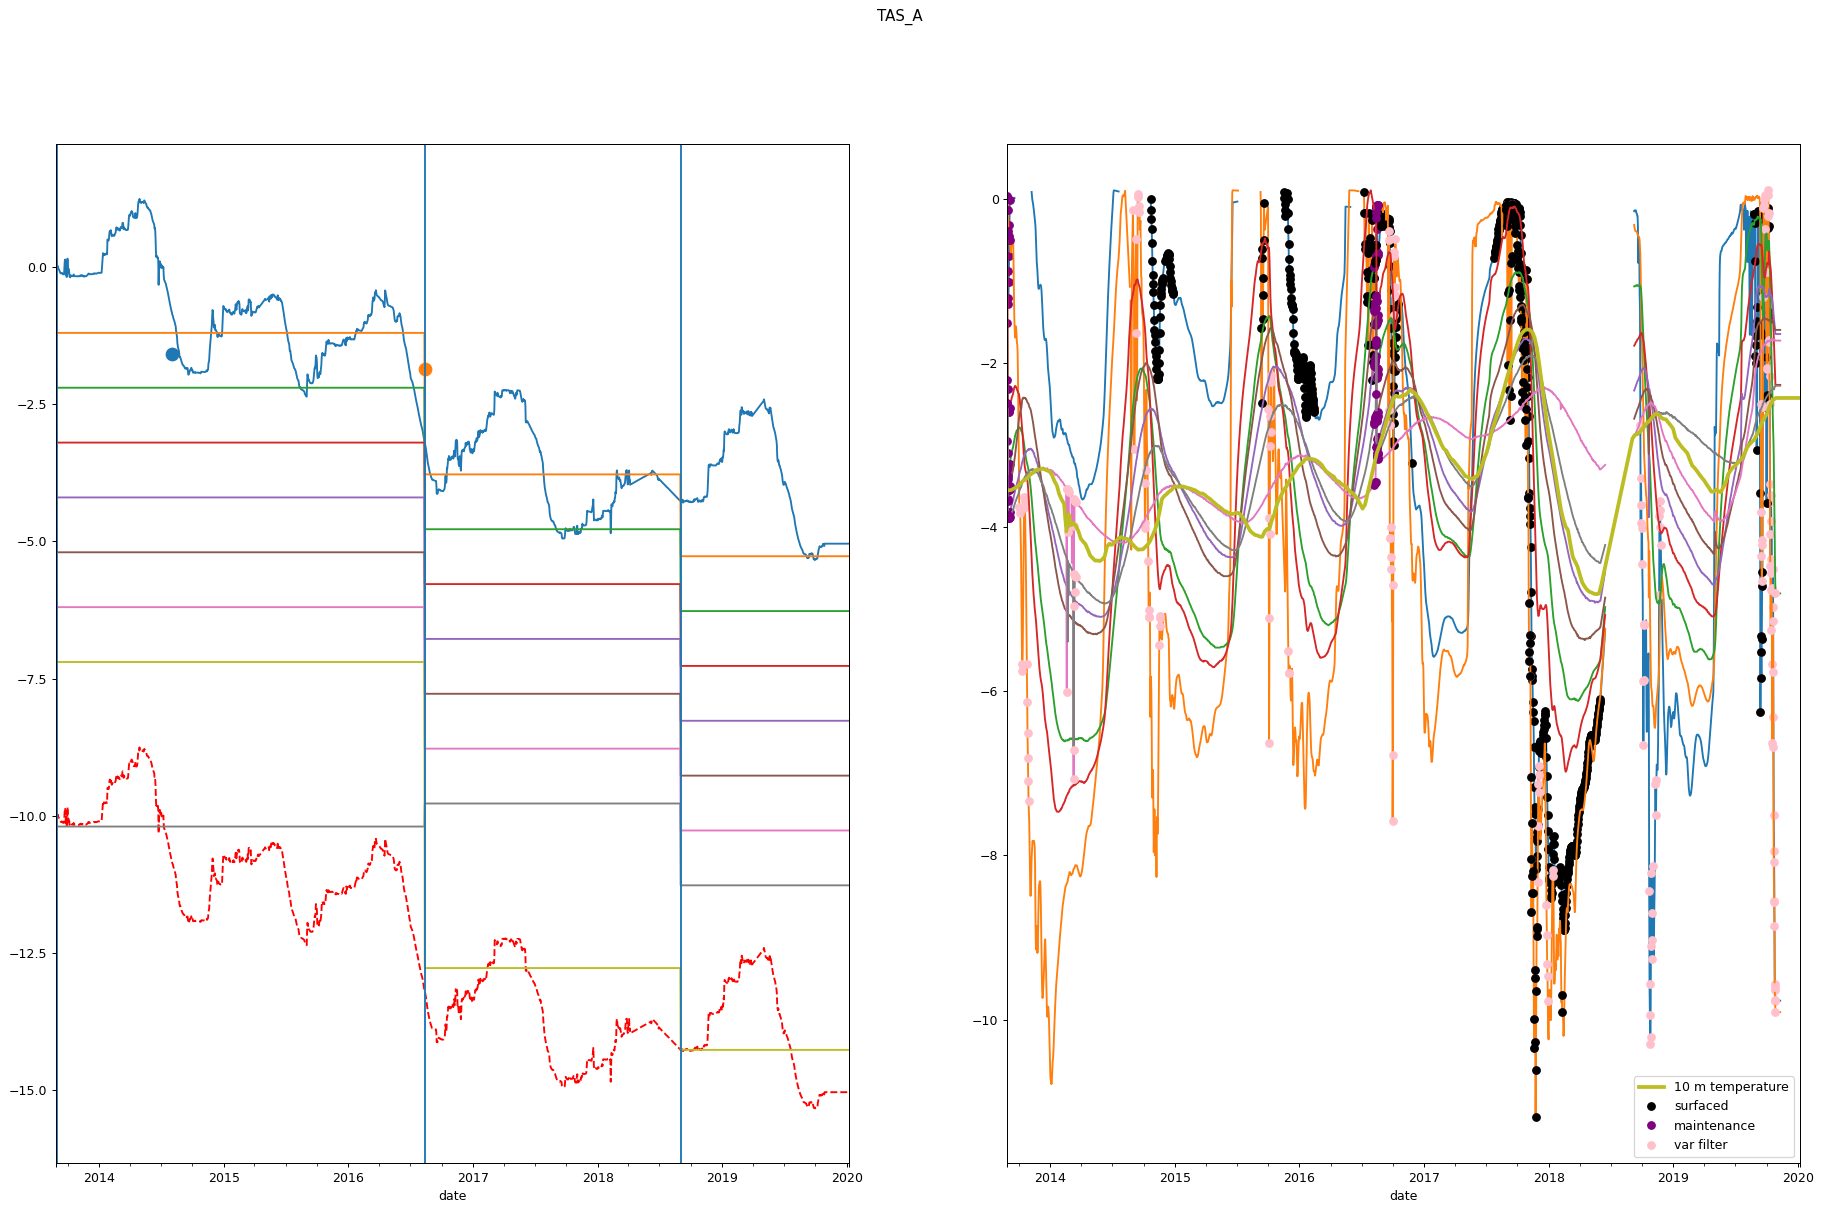 TAS_A
0.0
−2.5
−5.0
−7.5
−10.0
−12.5
−15.0
2014 2015 2016 2017 2018 2019 2020
date
0
−2
−4
−6
−8
−10
10 m temperature
surfaced
maintenance
var filter
2014 2015 2016 2017 2018 2019 2020
date